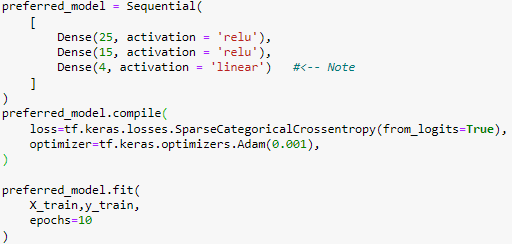 preferred_model = Sequential(
    [
        Dense(25, activation = 'relu'),
        Dense(15, activation = 'relu'),
        Dense(4, activation = 'linear')   #<-- Note
    ]
)
preferred_model.compile(
    loss=tf.keras.losses.SparseCategoricalCrossentropy(from_logits=True),
    optimizer=tf.keras.optimizers.Adam(0.001),
)

preferred_model.fit(
    X_train,y_train,
    epochs=10
)